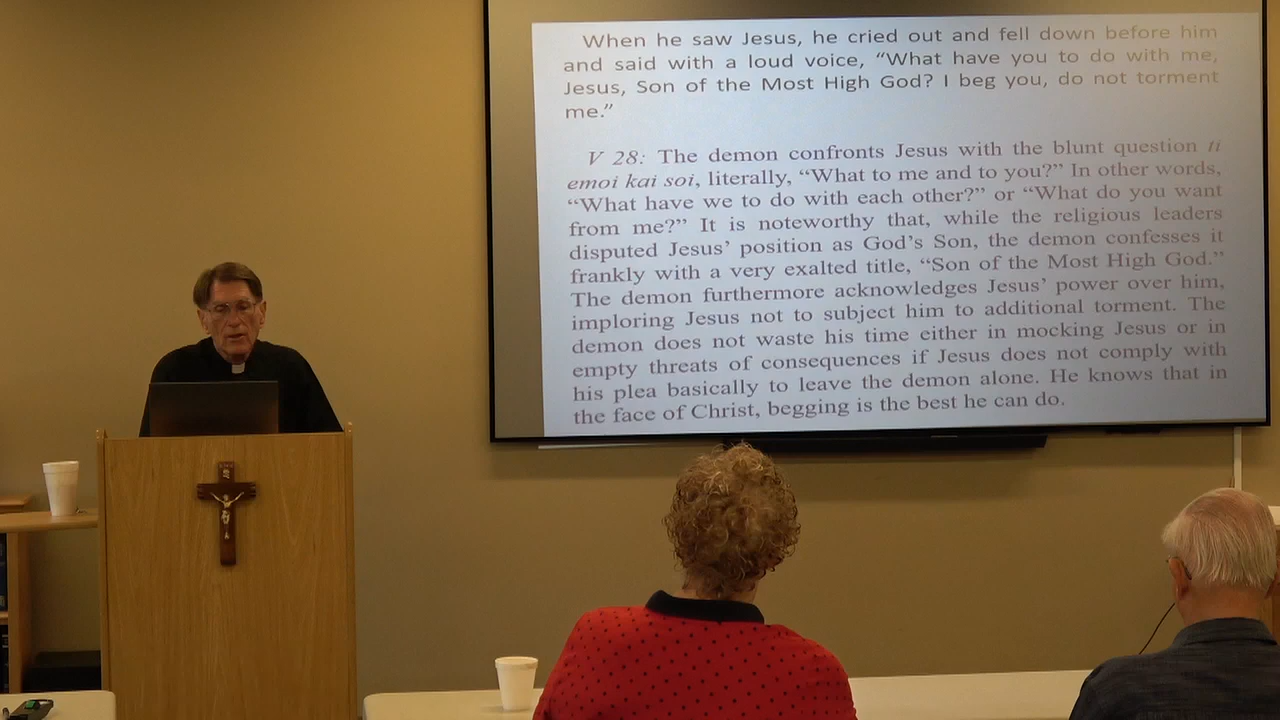 When he saw Jesus, he cried out and fell down before him
and said with a loud voice, “What have you to do with me,
Jesus, Son of the Most High God? I beg you, do not torment
me.”
V 28: The demon confronts Jesus with the blunt question ti
emoi kai soi, literally, “What to me and to you?” In other words,
“What have we to do with each other?” or “What do you want
from me?” It is noteworthy that, while the religious leaders
disputed Jesus’ position as God’s Son, the demon confesses it
frankly with a very exalted title, “Son of the Most High God.”
The demon furthermore acknowledges Jesus’ power over him,
imploring Jesus not to subject him to additional torment. The
demon does not waste his time either in mocking Jesus or in
empty threats of consequences if Jesus does not comply with
his plea basically to leave the demon alone. He knows that in
the face of Christ, begging is the best he can do.